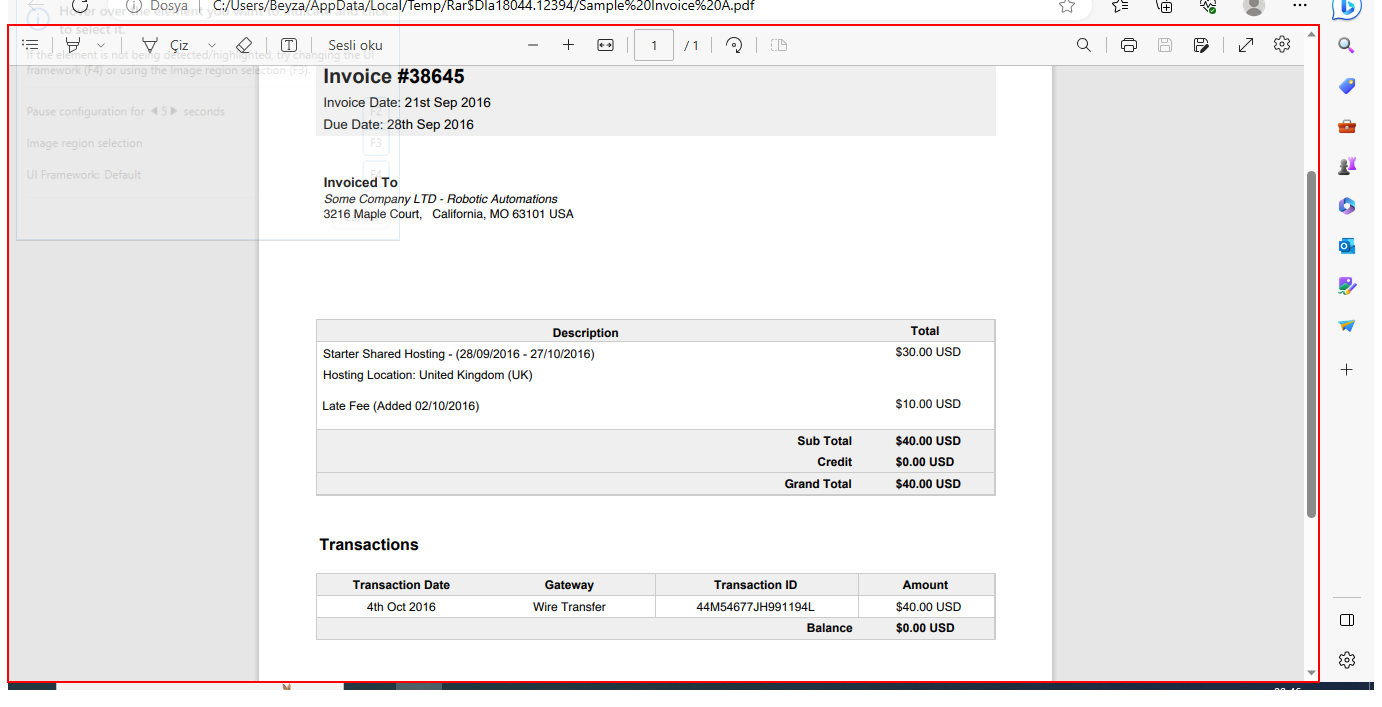 Dosya C:/Users/Beyza/AppData/Local/Temp/Rar$DIa18044.12394/Sample%20Invoice%20A.pdf
Hover over the element you want to indicate and click
to select it.
Çiz Sesli oku 1 / 1
If the element is not being detected/highlighted, try changing the UI
framework (F4) or using the Image region selection (F3).
Pause configuration for 5 seconds F2
Image region selection F3
UI Framework: Default F4
Invoice #38645
Invoice Date: 21st Sep 2016
Due Date: 28th Sep 2016
Invoiced To
Some Company LTD - Robotic Automations
3216 Maple Court, California, MO 63101 USA
Description Total
Starter Shared Hosting - (28/09/2016 - 27/10/2016) $30.00 USD
Hosting Location: United Kingdom (UK)
Late Fee (Added 02/10/2016) $10.00 USD
Sub Total $40.00 USD
Credit $0.00 USD
Grand Total $40.00 USD
Transactions
Transaction Date Gateway Transaction ID Amount
4th Oct 2016 Wire Transfer 44M54677JH991194L $40.00 USD
Balance $0.00 USD